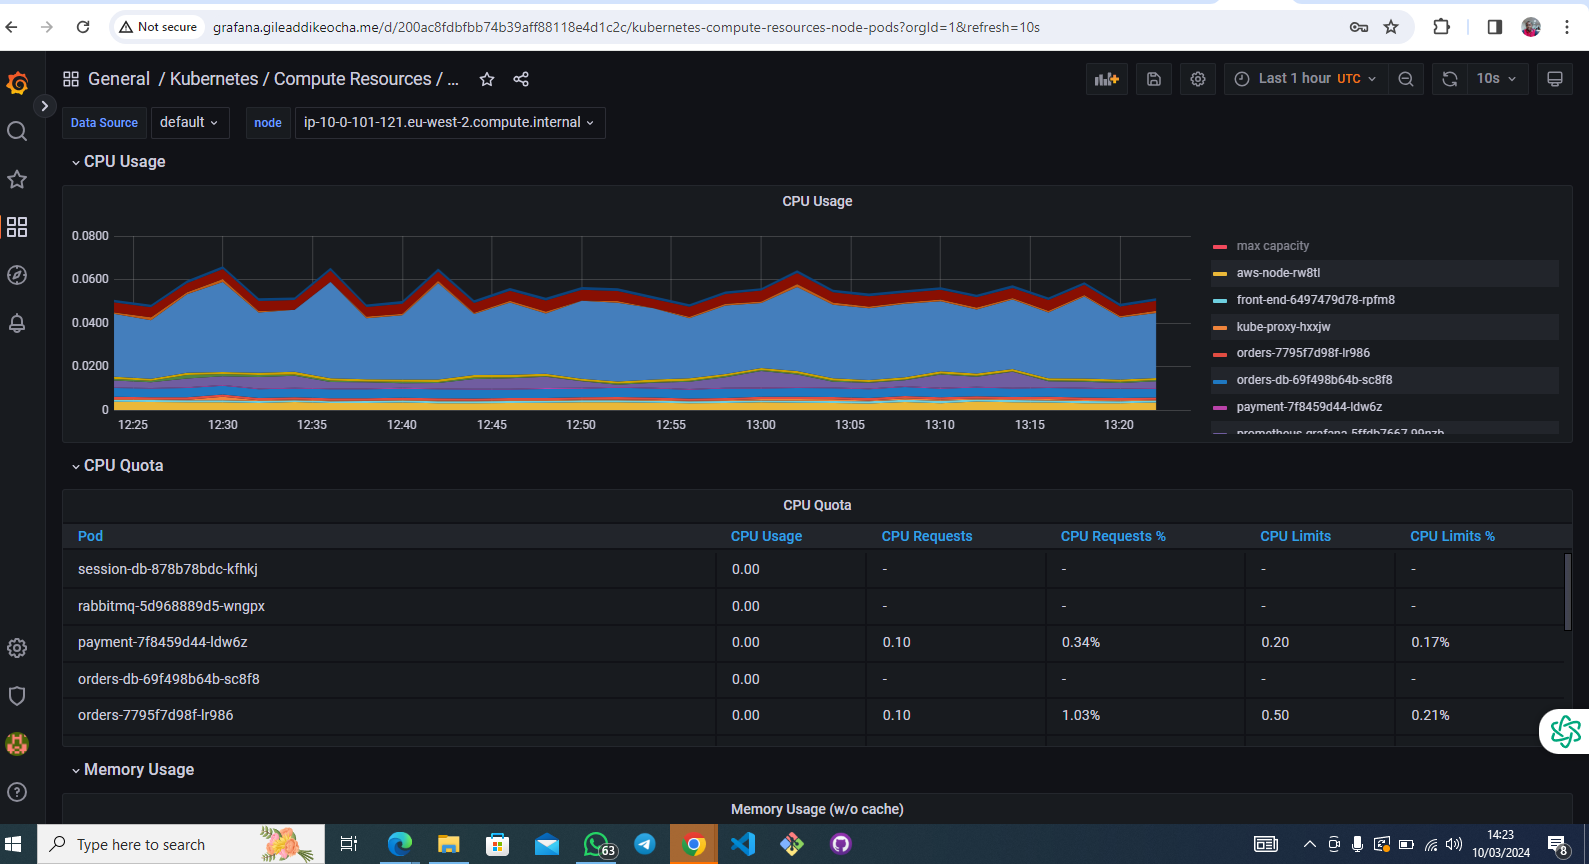 Not secure
grafana.gileaddikeocha.me/d/200ac8fdbfbb74b39aff88118e4d1c2c/kubernetes-compute-resources-node-pods?orgId=1&refresh=10s
General / Kubernetes / Compute Resources / ...
Last 1 hour UTC
10s
Data Source default node ip-10-0-101-121.eu-west-2.compute.internal
CPU Usage
CPU Usage
0.0800
0.0600
0.0400
0.0200
0
12:25 12:30 12:35 12:40 12:45 12:50 12:55 13:00 13:05 13:10 13:15 13:20
max capacity
aws-node-rw8tl
front-end-6497479d78-rpfm8
kube-proxy-hxxjw
orders-7795f7d98f-lr986
orders-db-69f498b64b-sc8f8
payment-7f8459d44-ldw6z
prometheus-grafana-5ffdb7667-99nzb
CPU Quota
CPU Quota
Pod CPU Usage CPU Requests CPU Requests % CPU Limits CPU Limits %
session-db-878b78bdc-kfhkj 0.00 - - - -
rabbitmq-5d968889d5-wngpx 0.00 - - - -
payment-7f8459d44-ldw6z 0.00 0.10 0.34% 0.20 0.17%
orders-db-69f498b64b-sc8f8 0.00 - - - -
orders-7795f7d98f-lr986 0.00 0.10 1.03% 0.50 0.21%
Memory Usage
Memory Usage (w/o cache)
Type here to search
63
14:23
10/03/2024
8